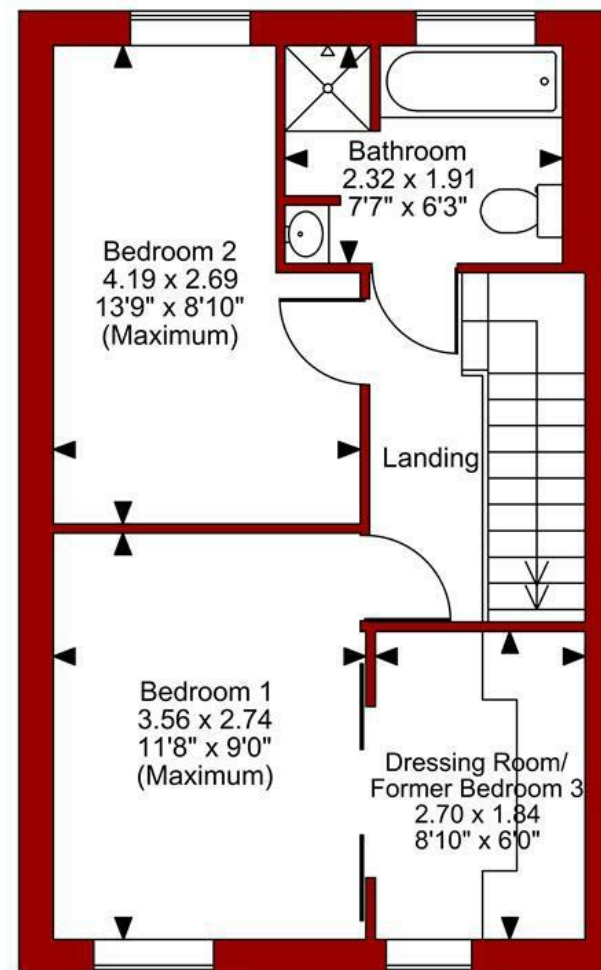 Bathroom
2.32 x 1.91
7'7" x 6'3"
Bedroom 2
4.19 x 2.69
13'9" x 8'10"
(Maximum)
Landing
Bedroom 1
3.56 x 2.74
11'8" x 9'0"
(Maximum)
Dressing Room/
Former Bedroom 3
2.70 x 1.84
8'10" x 6'0"